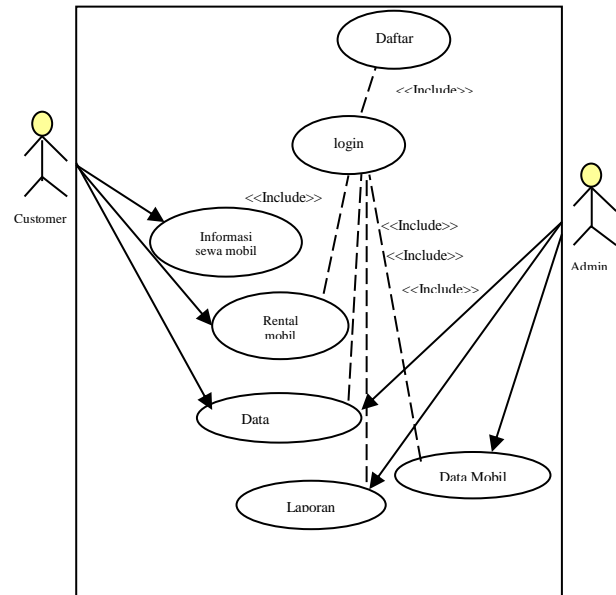 Daftar
<<Include>>
login
Customer
<<Include>>
Informasi
sewa mobil
<<Include>>
<<Include>>
Admin
<<Include>>
Rental
mobil
Data
Data Mobil
Laporan